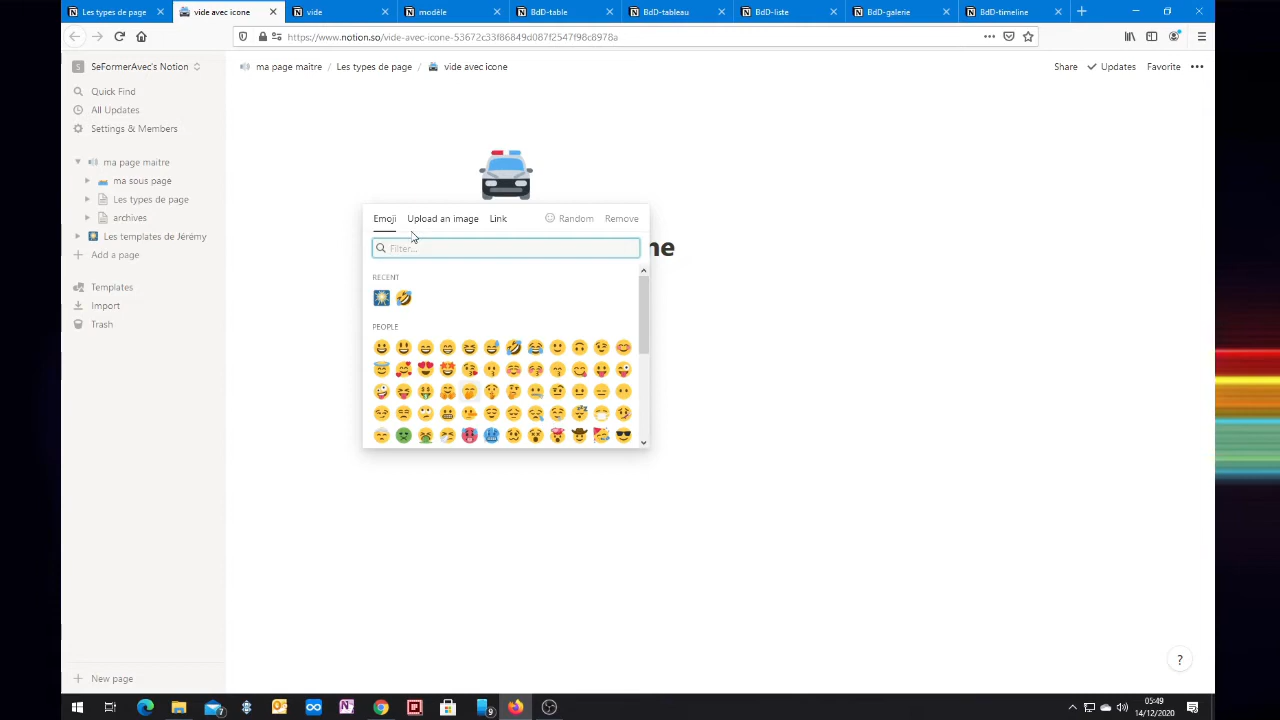 Les types de page
vide avec icone
vide
modèle
BdD-table
BdD-tableau
BdD-liste
BdD-galerie
BdD-timeline
https://www.notion.so/vide-avec-icone-53672c33f86849d087f2547f98c8978a
SeFormerAvec's Notion
ma page maitre / Les types de page / vide avec icone
Share
Updates
Favorite
Quick Find
All Updates
Settings & Members
ma page maitre
ma sous page
Les types de page
archives
Les templates de Jérémy
Add a page
Templates
Import
Trash
New page
Emoji
Upload an image
Link
Random
Remove
Filter...
RECENT
PEOPLE
ne
?
7
9
05:49
14/12/2020